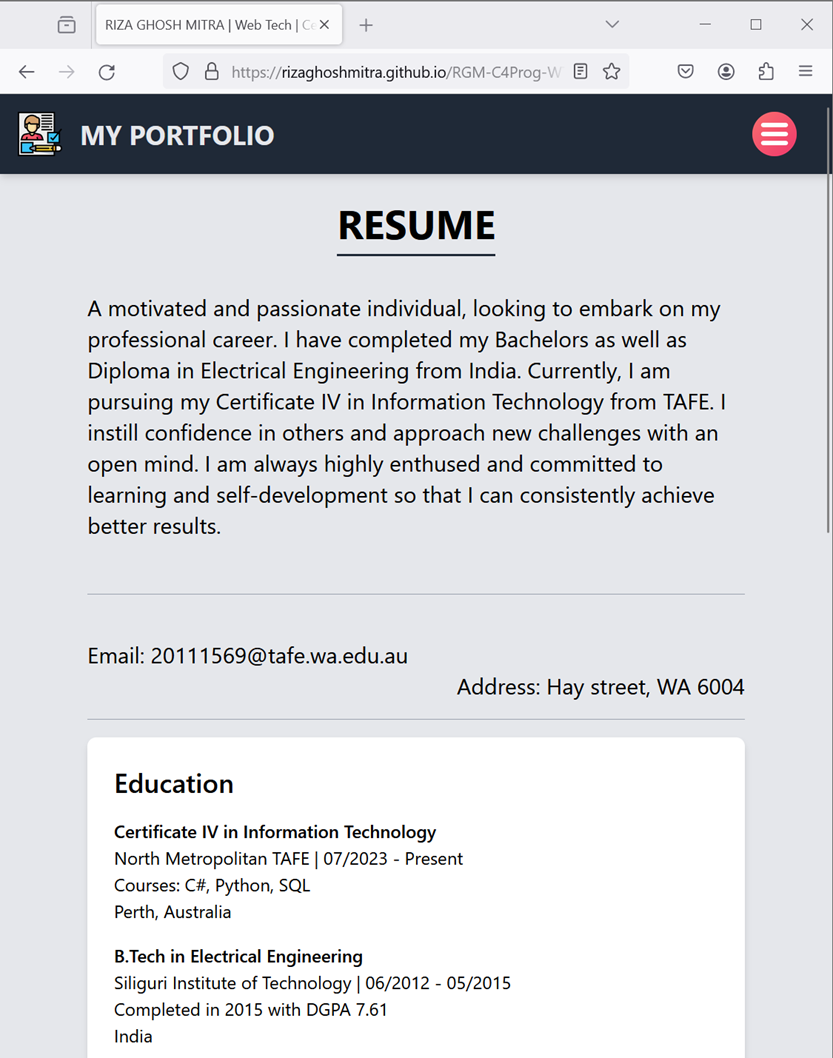 RIZA GHOSH MITRA | Web Tech | Ce
https://rizaghoshmitra.github.io/RGM-C4Prog-W
MY PORTFOLIO
RESUME
A motivated and passionate individual, looking to embark on my
professional career. I have completed my Bachelors as well as
Diploma in Electrical Engineering from India. Currently, I am
pursuing my Certificate IV in Information Technology from TAFE. I
instill confidence in others and approach new challenges with an
open mind. I am always highly enthused and committed to
learning and self-development so that I can consistently achieve
better results.
Email: 20111569@tafe.wa.edu.au
Address: Hay street, WA 6004
Education
Certificate IV in Information Technology
North Metropolitan TAFE | 07/2023 - Present
Courses: C#, Python, SQL
Perth, Australia
B.Tech in Electrical Engineering
Siliguri Institute of Technology | 06/2012 - 05/2015
Completed in 2015 with DGPA 7.61
India